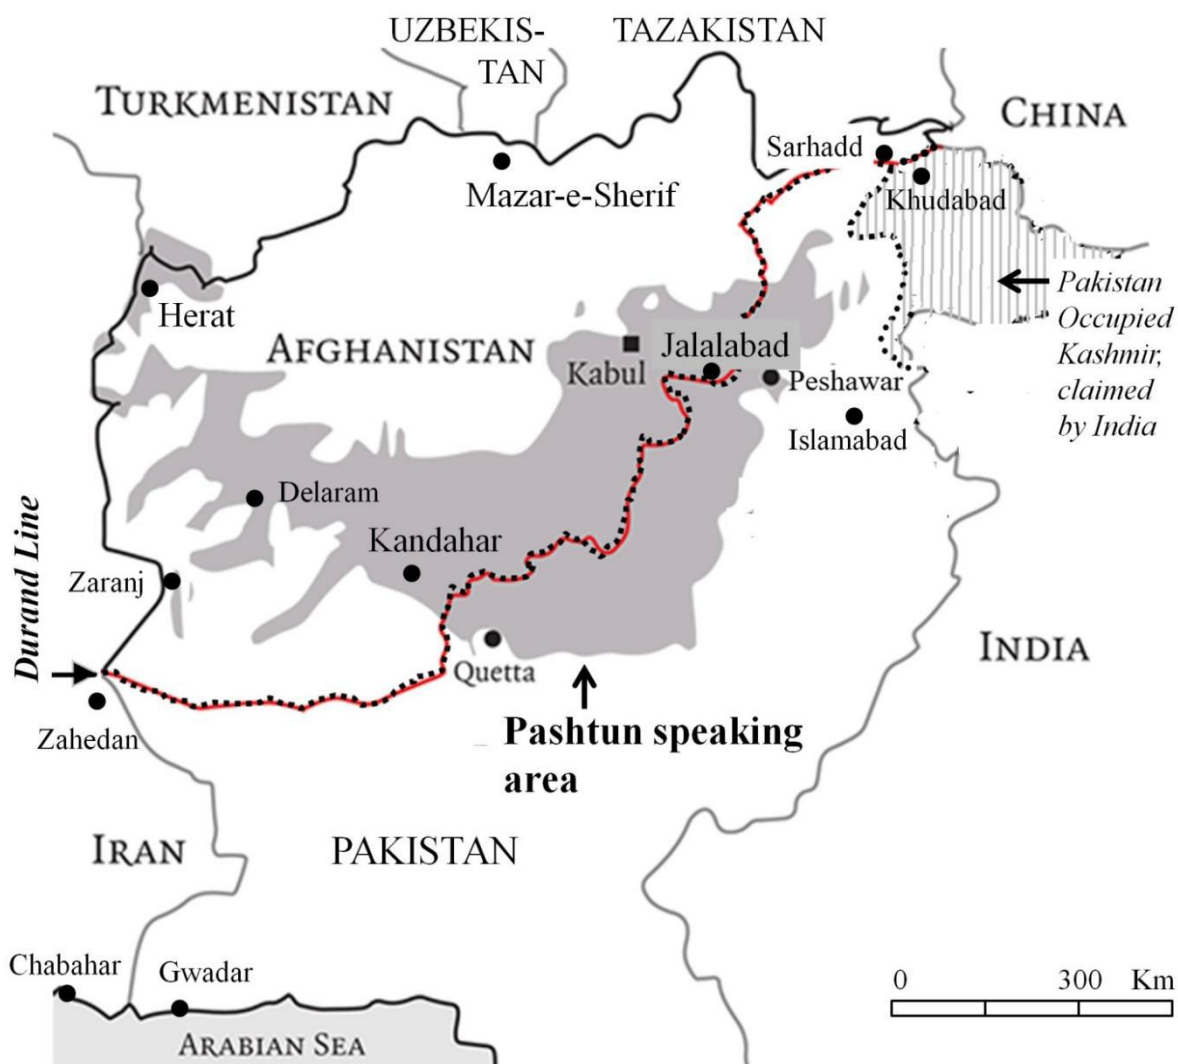 UZBEKIS-
TAN
TAZAKISTAN
TURKMENISTAN
CHINA
Sarhadd
Mazar-e-Sherif
Khudabad
Herat
Pakistan
Occupied
Kashmir,
claimed
by India
AFGHANISTAN
Jalalabad
Kabul
Peshawar
Islamabad
Delaram
Kandahar
Durand Line
Zaranj
INDIA
Quetta
Zahedan
Pashtun speaking
area
IRAN
PAKISTAN
Chabahar
Gwadar
0 300 Km
ARABIAN SEA